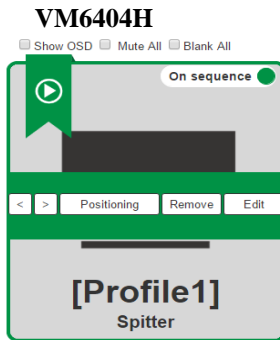 VM6404H
Show OSD Mute All Blank All
On sequence
< > Positioning Remove Edit
[Profile1]
Spitter